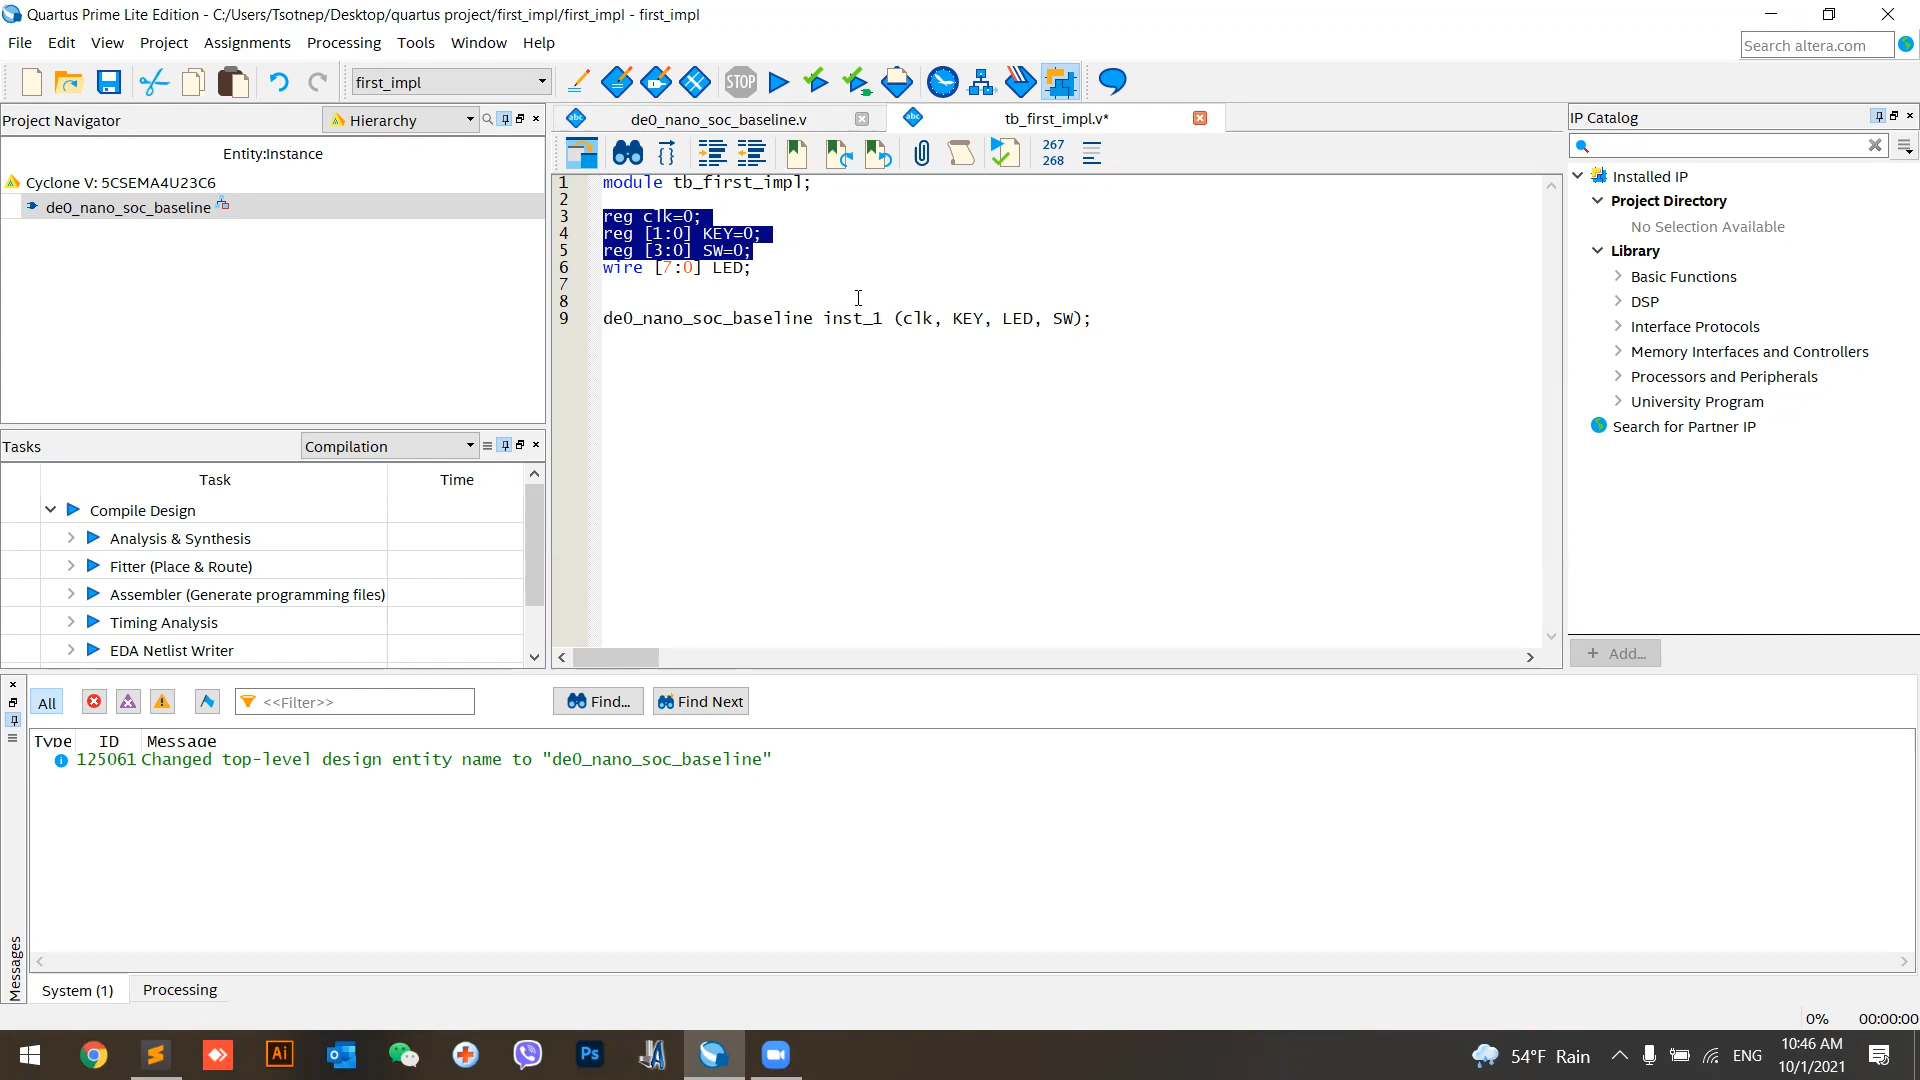 Quartus Prime Lite Edition - C:/Users/Tsotnep/Desktop/quartus project/first_impl/first_impl - first_impl
File Edit View Project Assignments Processing Tools Window Help
Search altera.com
first_impl
STOP
Project Navigator
Hierarchy
Entity:Instance
Cyclone V: 5CSEMA4U23C6
de0_nano_soc_baseline
Tasks
Compilation
Task Time
Compile Design
Analysis & Synthesis
Fitter (Place & Route)
Assembler (Generate programming files)
Timing Analysis
EDA Netlist Writer
abc de0_nano_soc_baseline.v
abc tb_first_impl.v*
267
268
1 module tb_first_impl;
2
3 reg clk=0;
4 reg [1:0] KEY=0;
5 reg [3:0] SW=0;
6 wire [7:0] LED;
7
8
9 de0_nano_soc_baseline inst_1 (clk, KEY, LED, SW);
IP Catalog
Installed IP
Project Directory
No Selection Available
Library
Basic Functions
DSP
Interface Protocols
Memory Interfaces and Controllers
Processors and Peripherals
University Program
Search for Partner IP
+ Add...
All
<<Filter>>
Find...
Find Next
Type ID Message
125061 Changed top-level design entity name to "de0_nano_soc_baseline"
Messages
System (1) Processing
0% 00:00:00
Ai
Ps
54°F Rain
ENG
10:46 AM
10/1/2021